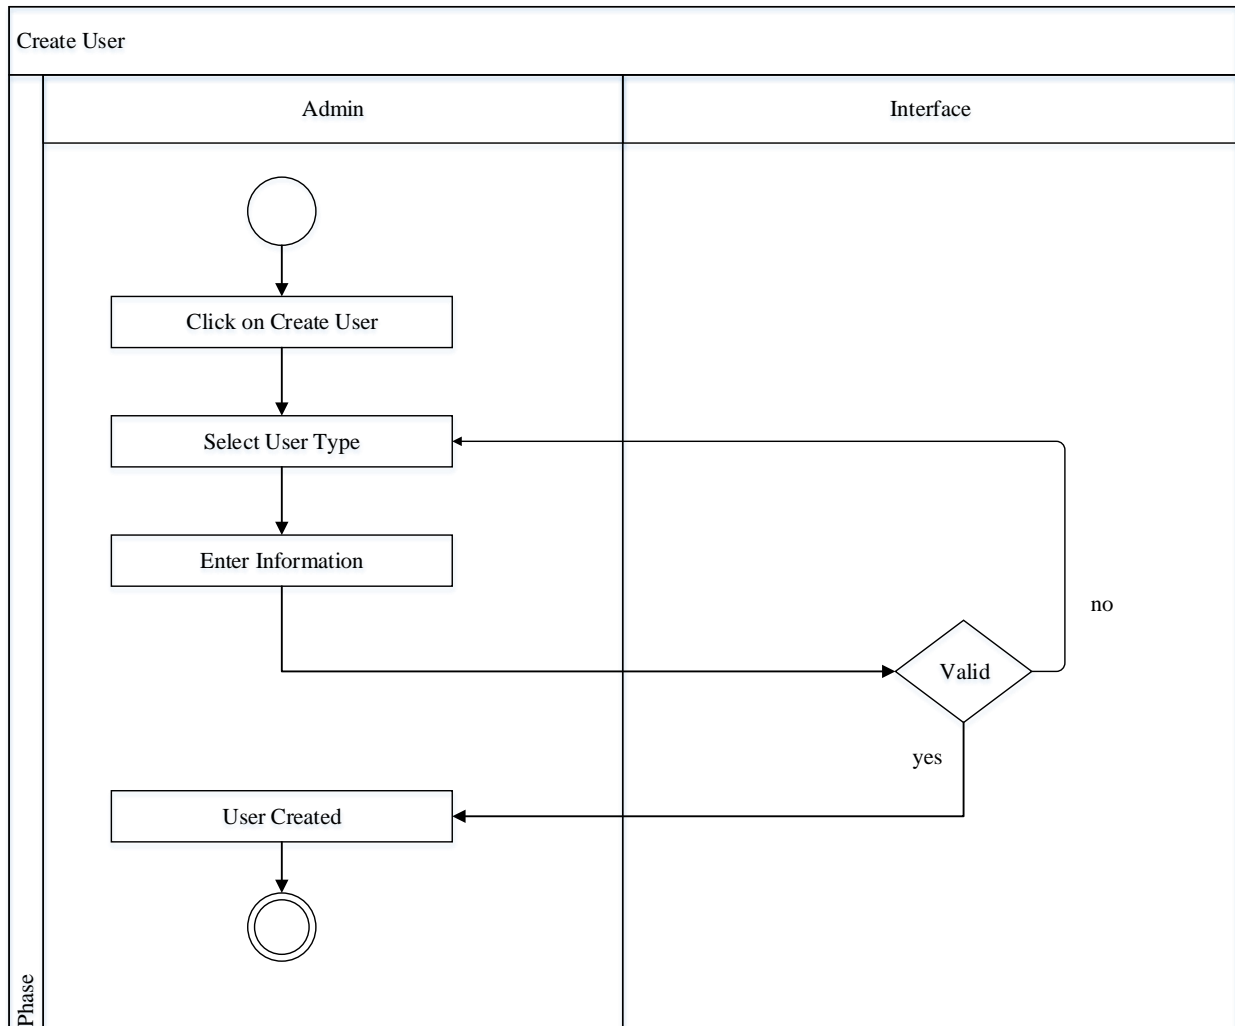 Create User
Admin
Interface
Click on Create User
Select User Type
Enter Information
no
Valid
yes
User Created
Phase